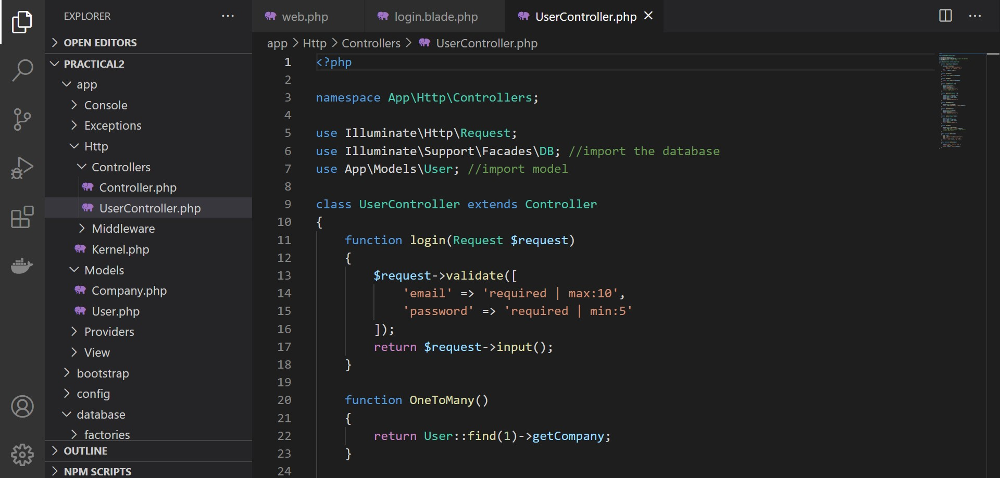 EXPLORER
OPEN EDITORS
PRACTICAL2
app
Console
Exceptions
Http
Controllers
Controller.php
UserController.php
Middleware
Kernel.php
Models
Company.php
User.php
Providers
View
bootstrap
config
database
factories
OUTLINE
NPM SCRIPTS
web.php login.blade.php UserController.php
app > Http > Controllers > UserController.php
1 <?php
2
3 namespace App\Http\Controllers;
4
5 use Illuminate\Http\Request;
6 use Illuminate\Support\Facades\DB; //import the database
7 use App\Models\User; //import model
8
9 class UserController extends Controller
10 {
11 function login(Request $request)
12 {
13 $request->validate([
14 'email' => 'required | max:10',
15 'password' => 'required | min:5'
16 ]);
17 return $request->input();
18 }
19
20 function OneToMany()
21 {
22 return User::find(1)->getCompany;
23 }
24